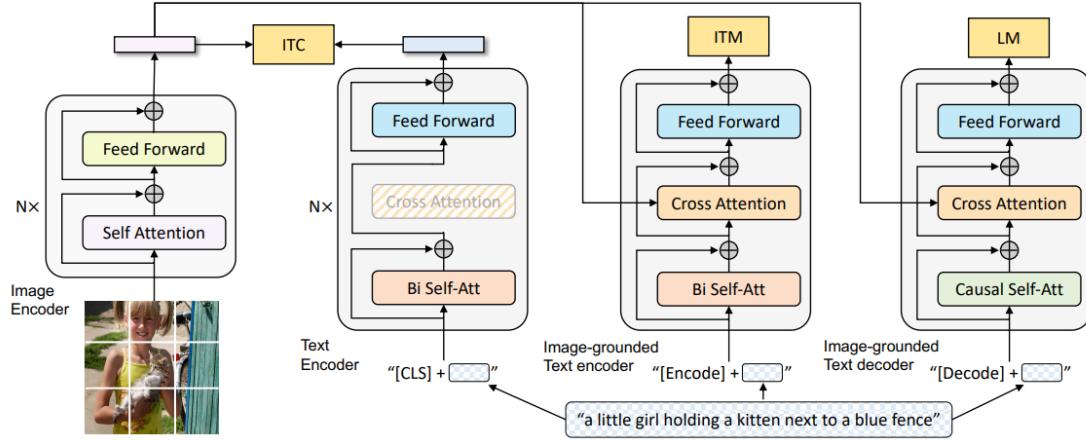 ITC
ITM
LM
Feed Forward
Self Attention
N×
Image
Encoder
Feed Forward
Cross Attention
Bi Self-Att
N×
Text
Encoder
"[CLS] + "
Feed Forward
Cross Attention
Bi Self-Att
Image-grounded
Text encoder
"[Encode] + "
Feed Forward
Cross Attention
Causal Self-Att
Image-grounded
Text decoder
"[Decode] + "
"a little girl holding a kitten next to a blue fence"